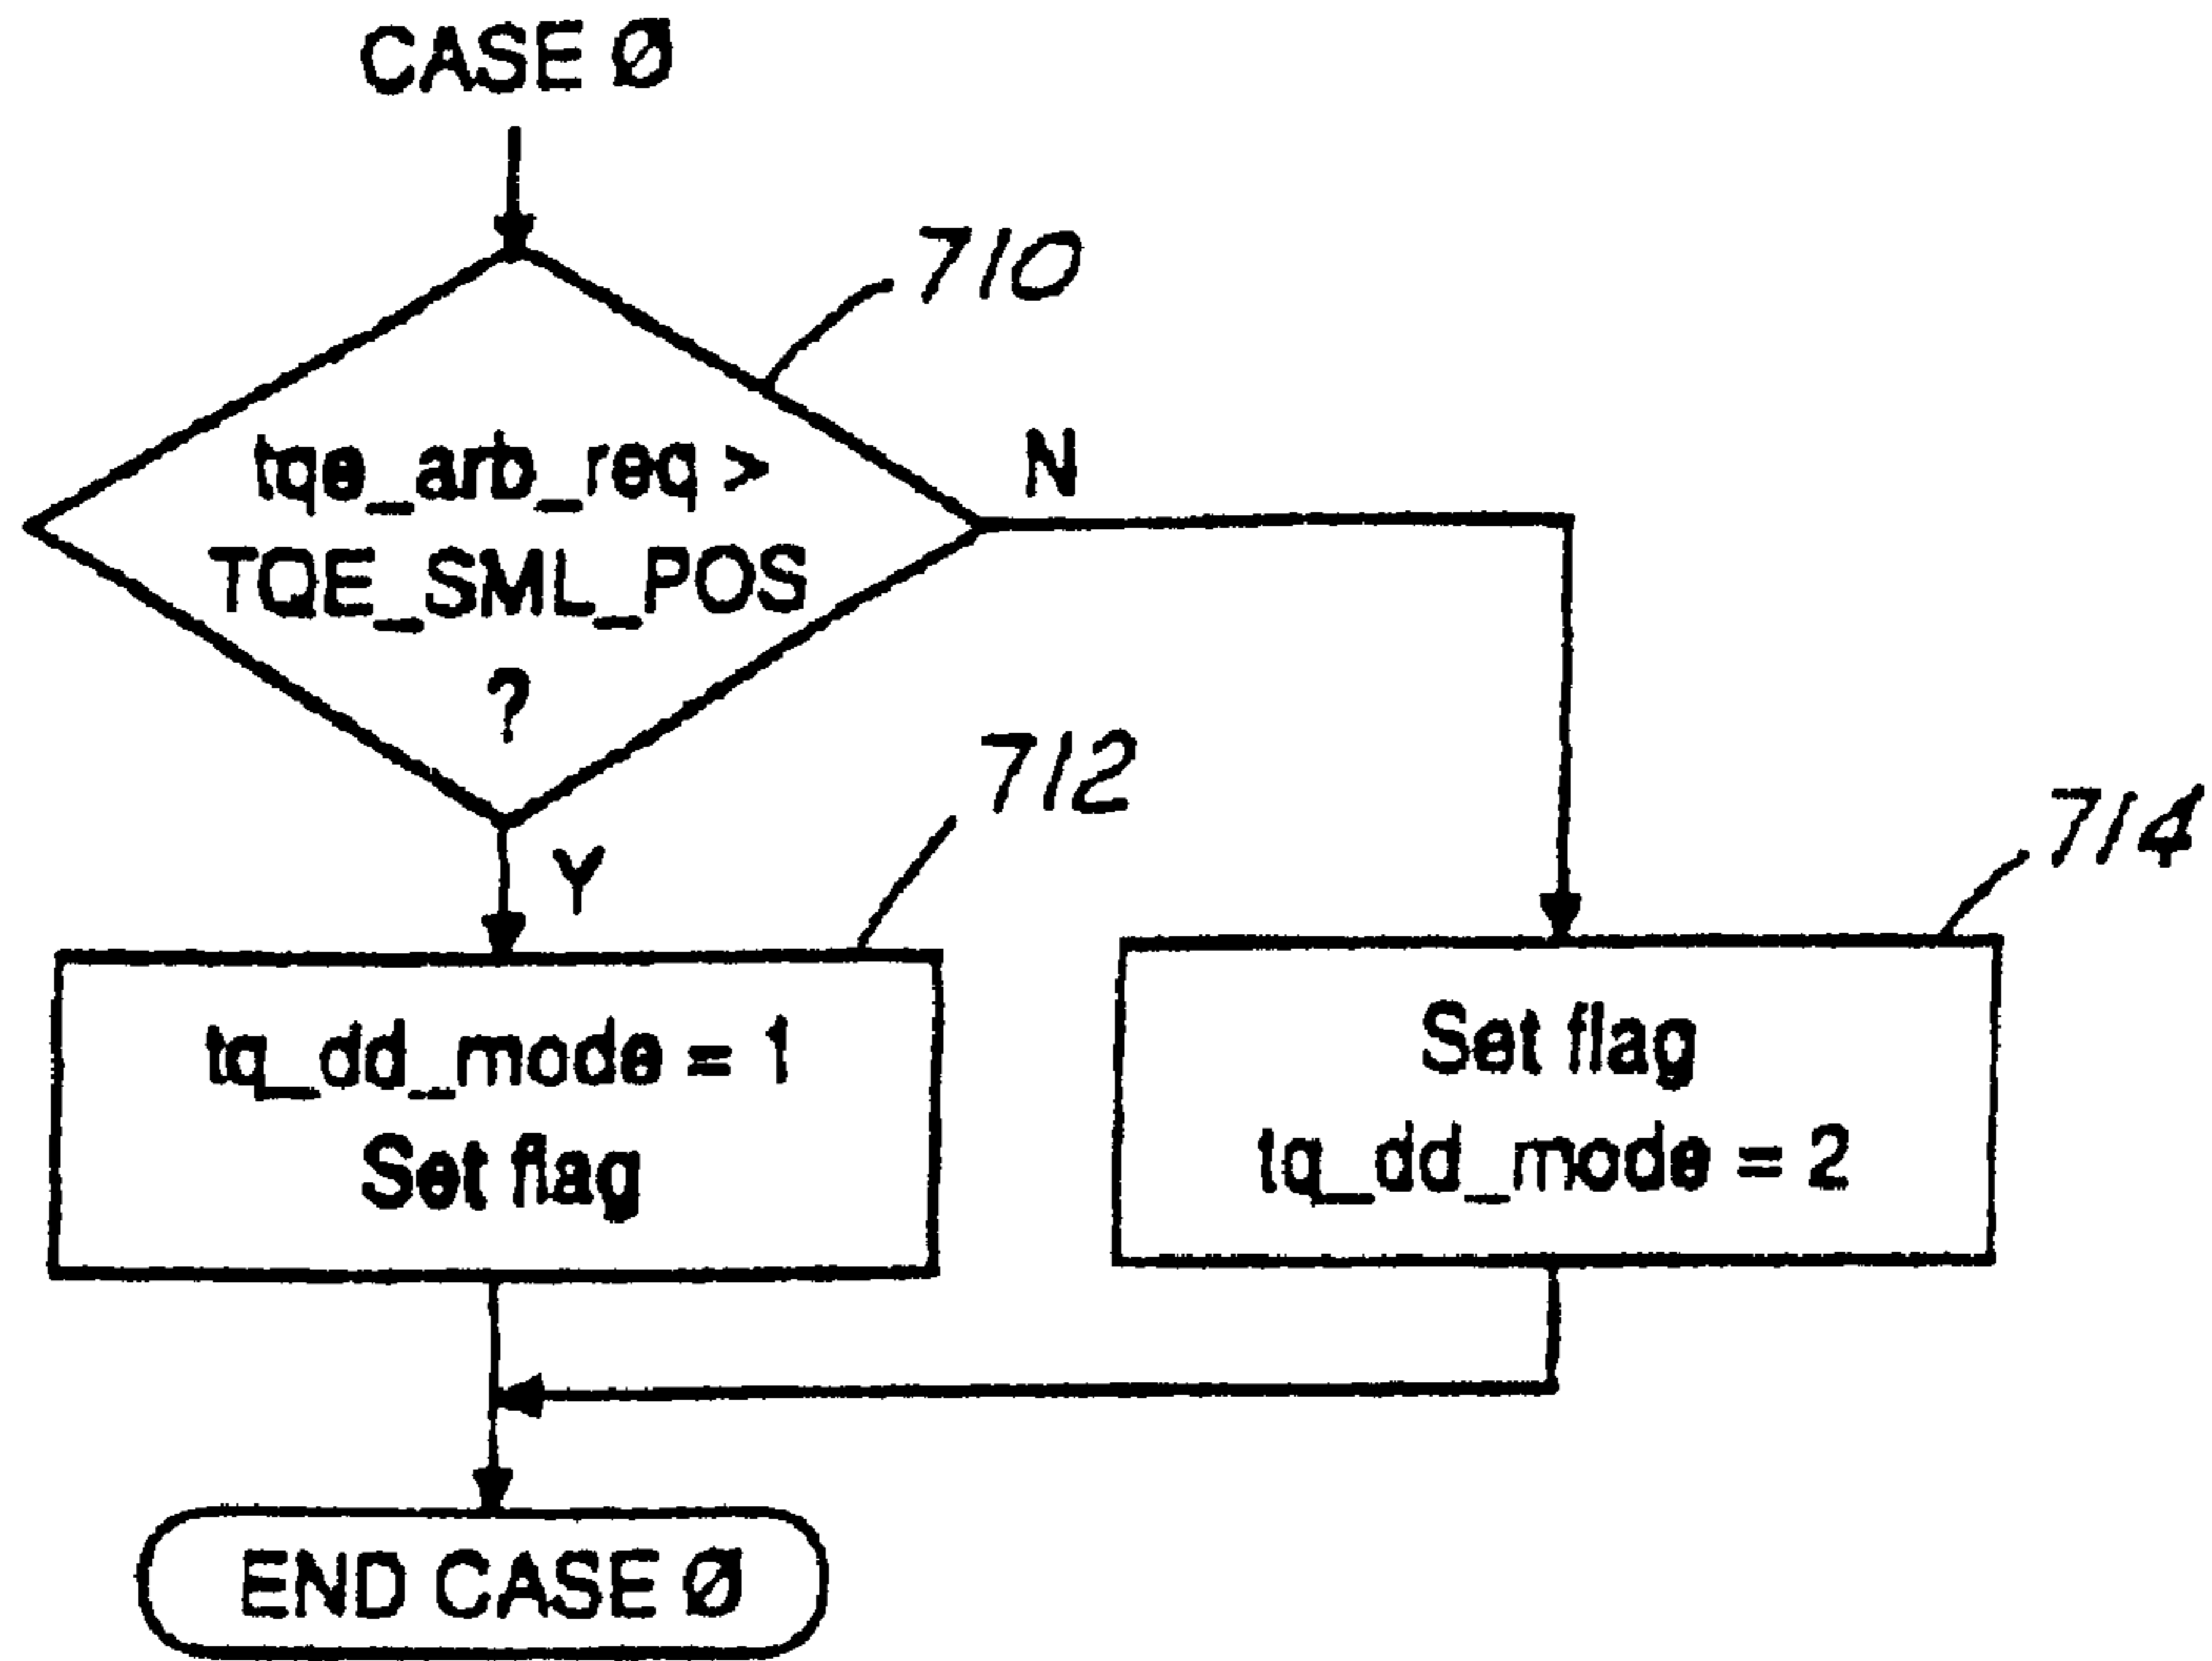 CASE Ø
710
tqe_arb_req >
TQE_SML_POS
?
N
Y
712
714
tq_dd_mode = 1
Set flag
Set flag
tq_dd_mode = 2
END CASE Ø